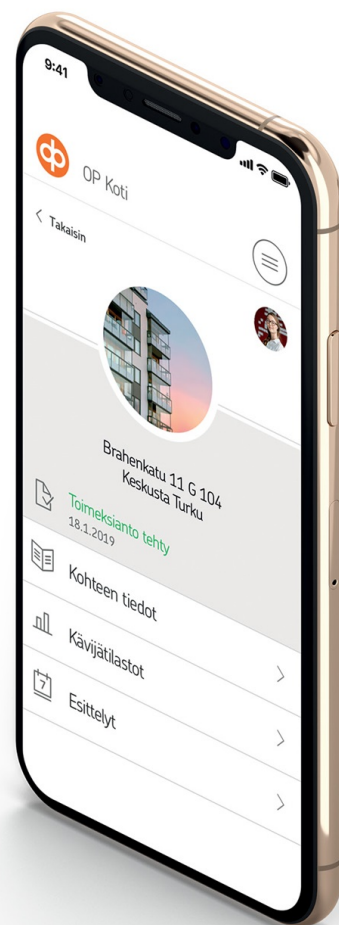 9:41
OP Koti
Takaisin
Brahenkatu 11 G 104
Keskusta Turku
Toimeksianto tehty
18.1.2019
Kohteen tiedot
Kävijätilastot
7
Esittelyt